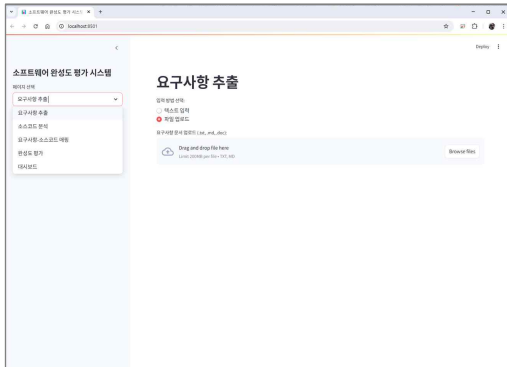 소프트웨어 완성도 평가 시스템
localhost:8501
Deploy
소프트웨어 완성도 평가 시스템
페이지 선택
요구사항 추출
요구사항 추출
소스코드 분석
요구사항-소스코드 매핑
완성도 평가
대시보드
요구사항 추출
입력 방법 선택:
텍스트 입력
파일 업로드
요구사항 문서 업로드 (.txt, .md, .doc):
Drag and drop file here
Limit 200MB per file • TXT, MD
Browse files